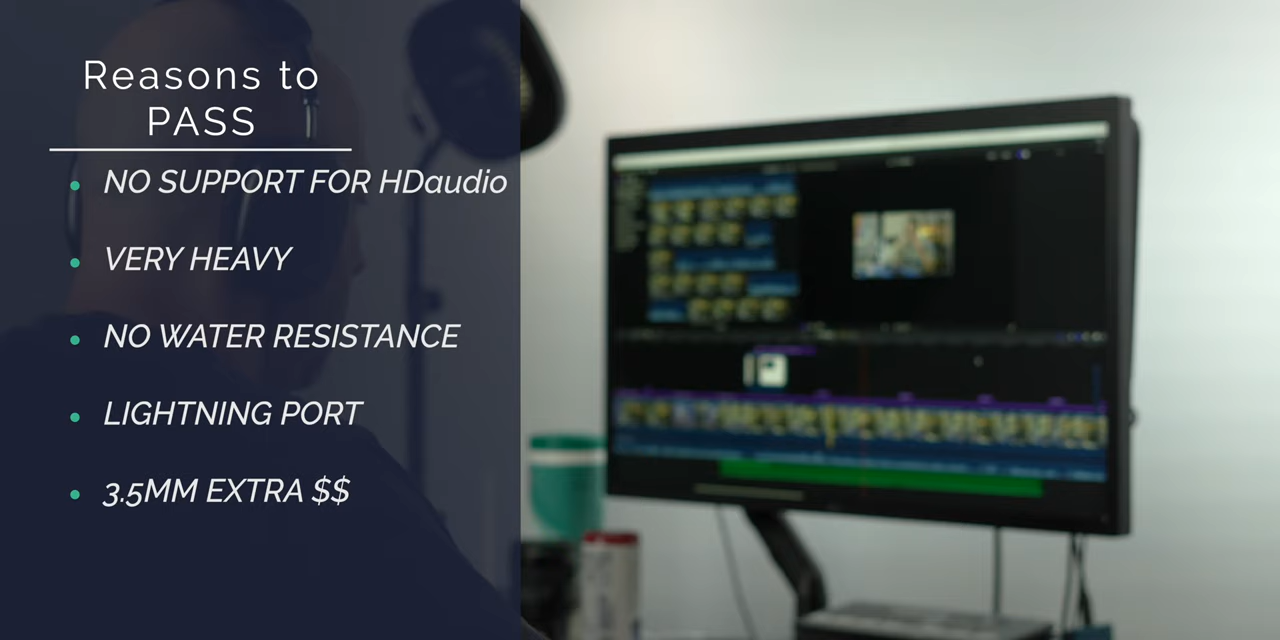 Reasons to
PASS
NO SUPPORT FOR HDaudio
VERY HEAVY
NO WATER RESISTANCE
LIGHTNING PORT
3.5MM EXTRA $$